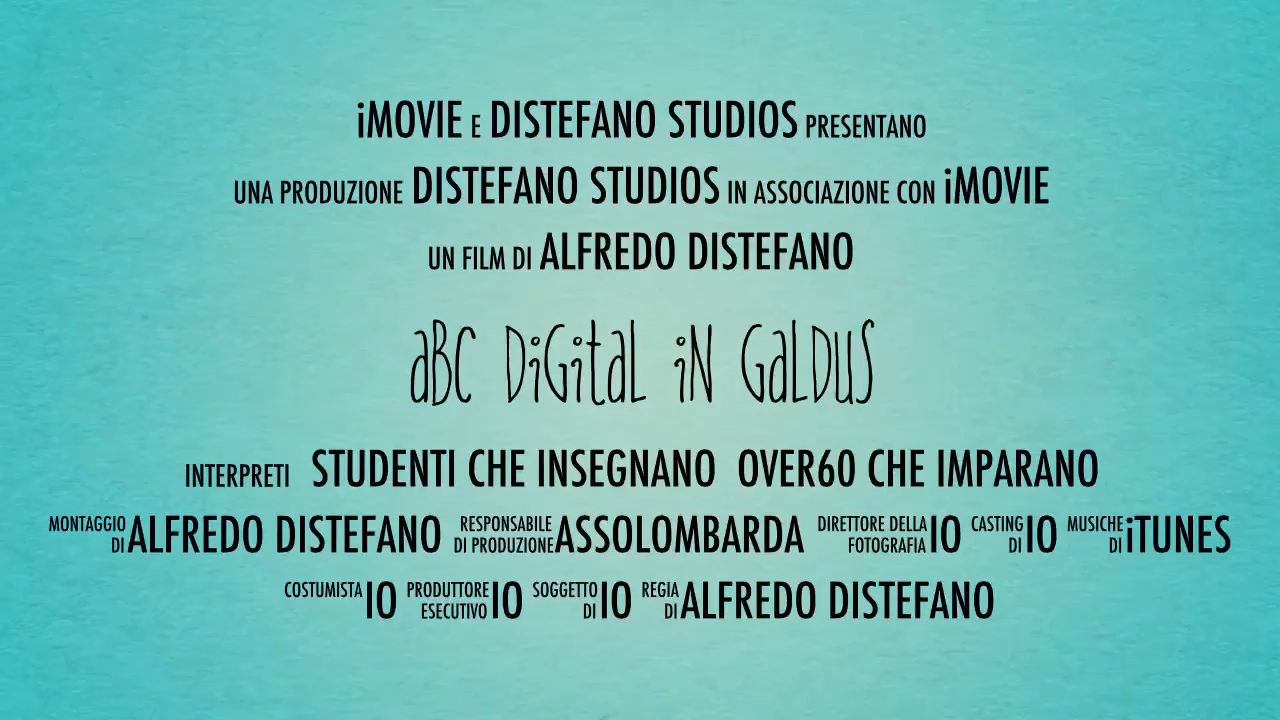 iMOVIE E DISTEFANO STUDIOS PRESENTANO
UNA PRODUZIONE DISTEFANO STUDIOS IN ASSOCIAZIONE CON iMOVIE
UN FILM DI ALFREDO DISTEFANO
aBC DiGitaL iN GaLDUS
INTERPRETI STUDENTI CHE INSEGNANO OVER60 CHE IMPARANO
MONTAGGIO DI ALFREDO DISTEFANO RESPONSABILE DI PRODUZIONE ASSOLOMBARDA DIRETTORE DELLA FOTOGRAFIA IO CASTING DI IO MUSICHE DI iTUNES
COSTUMISTA IO PRODUTTORE ESECUTIVO IO SOGGETTO DI IO REGIA DI ALFREDO DISTEFANO